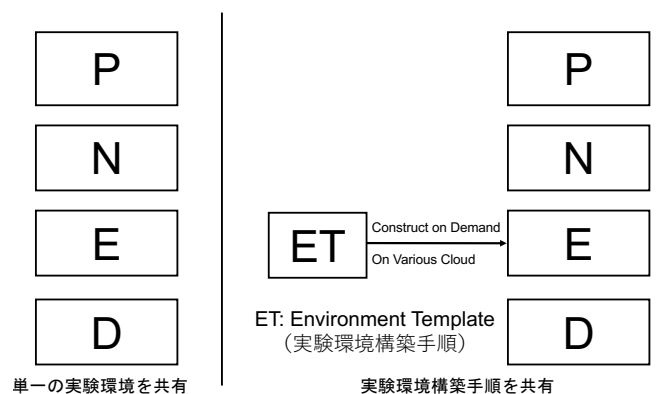 P
N
E
D
単一の実験環境を共有
P
N
ET
Construct on Demand
On Various Cloud
E
ET: Environment Template
（実験環境構築手順）
D
実験環境構築手順を共有